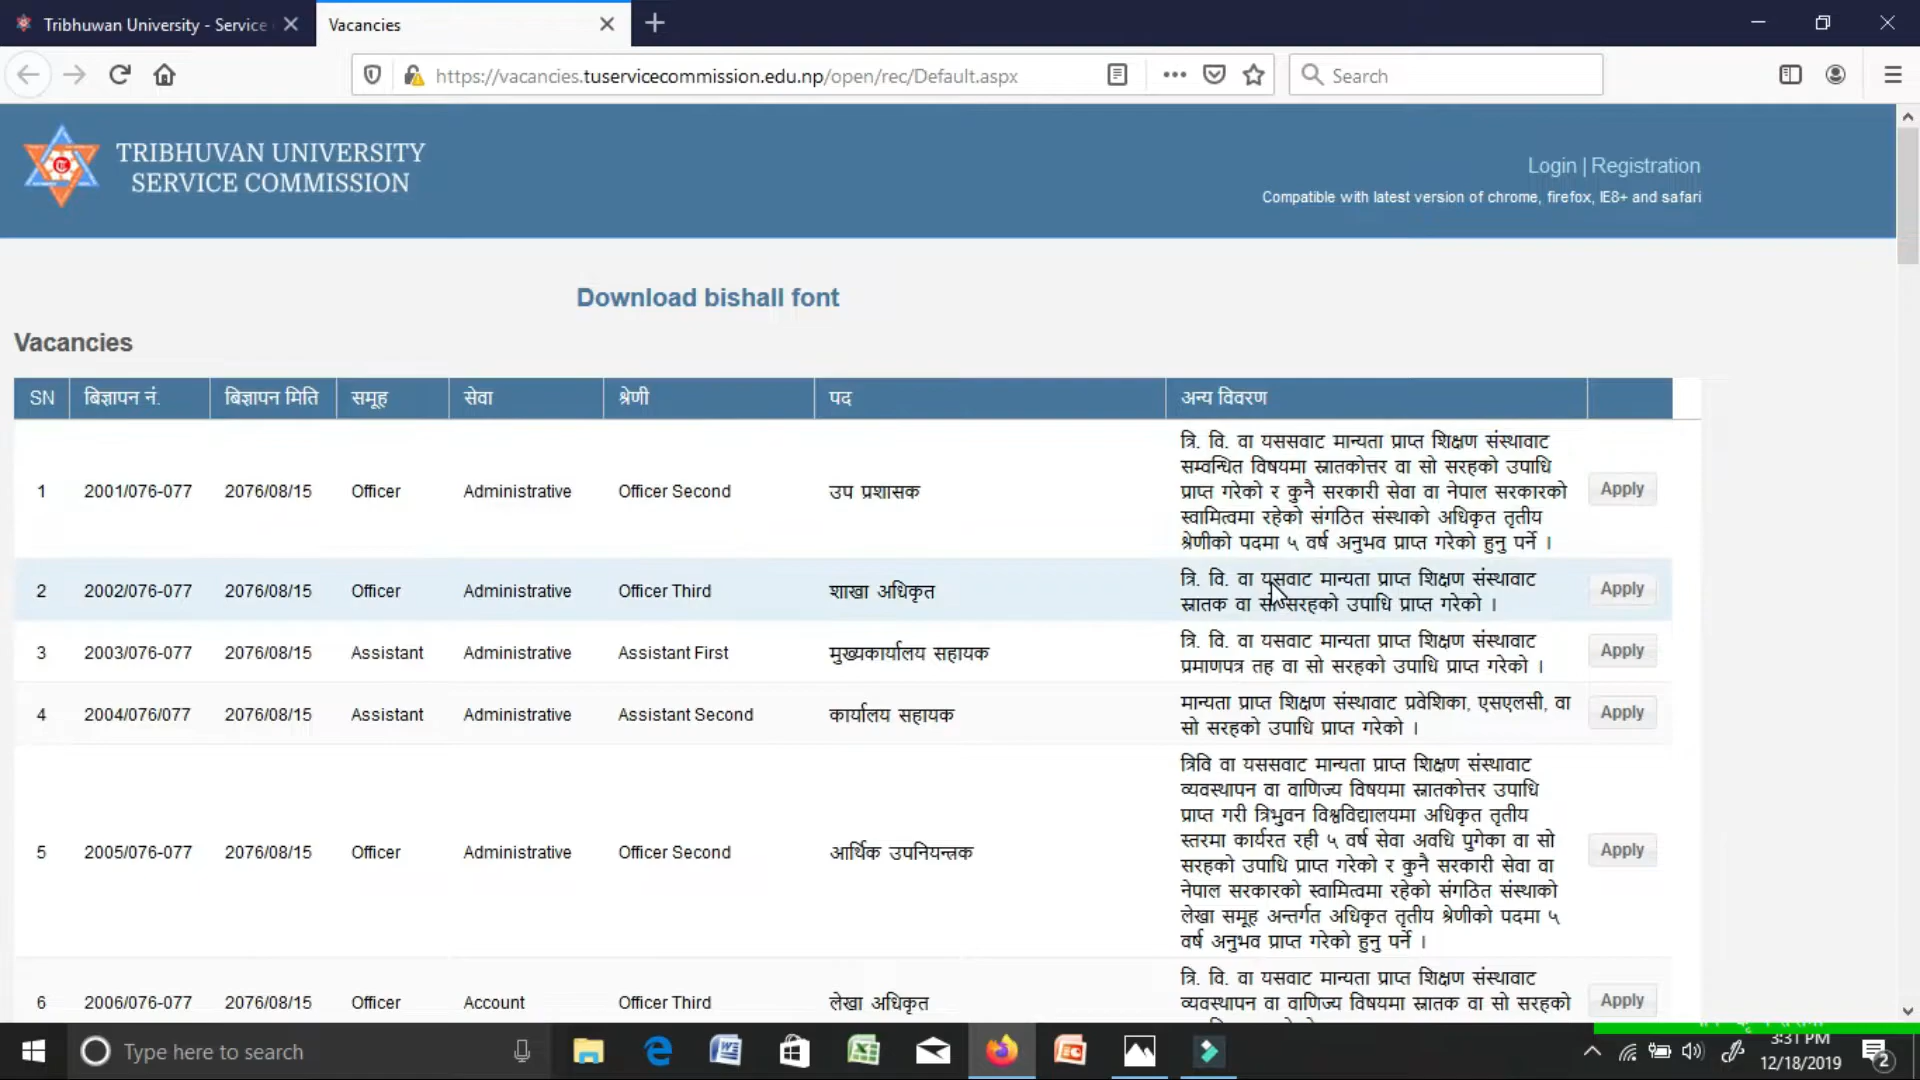 Tribhuwan University - Service
Vacancies
https://vacancies.tuservicecommission.edu.np/open/rec/Default.aspx
Search
TRIBHUVAN UNIVERSITY
SERVICE COMMISSION
Login | Registration
Compatible with latest version of chrome, firefox, IE8+ and safari
Download bishall font
Vacancies
SN बिज्ञापन नं. बिज्ञापन मिति समूह सेवा श्रेणी पद अन्य विवरण
1 2001/076-077 2076/08/15 Officer Administrative Officer Second उप प्रशासक
त्रि. वि. वा यससवाट मान्यता प्राप्त शिक्षण संस्थावाट
सम्वन्धित विषयमा स्नातकोत्तर वा सो सरहको उपाधि
प्राप्त गरेको र कुनै सरकारी सेवा वा नेपाल सरकारको
स्वामित्वमा रहेको संगठित संस्थाको अधिकृत तृतीय
श्रेणीको पदमा ५ वर्ष अनुभव प्राप्त गरेको हुनु पर्ने ।
Apply
2 2002/076-077 2076/08/15 Officer Administrative Officer Third शाखा अधिकृत
त्रि. वि. वा यसवाट मान्यता प्राप्त शिक्षण संस्थावाट
स्नातक वा सो सरहको उपाधि प्राप्त गरेको ।
Apply
3 2003/076-077 2076/08/15 Assistant Administrative Assistant First मुख्यकार्यालय सहायक
त्रि. वि. वा यसवाट मान्यता प्राप्त शिक्षण संस्थावाट
प्रमाणपत्र तह वा सो सरहको उपाधि प्राप्त गरेको ।
Apply
4 2004/076/077 2076/08/15 Assistant Administrative Assistant Second कार्यालय सहायक
मान्यता प्राप्त शिक्षण संस्थावाट प्रवेशिका, एसएलसी, वा
सो सरहको उपाधि प्राप्त गरेको ।
Apply
5 2005/076-077 2076/08/15 Officer Administrative Officer Second आर्थिक उपनियन्त्रक
त्रिवि वा यससवाट मान्यता प्राप्त शिक्षण संस्थावाट
व्यवस्थापन वा वाणिज्य विषयमा स्नातकोत्तर उपाधि
प्राप्त गरी त्रिभुवन विश्वविद्यालयमा अधिकृत तृतीय
स्तरमा कार्यरत रही ५ वर्ष सेवा अवधि पुगेका वा सो
सरहको उपाधि प्राप्त गरेको र कुनै सरकारी सेवा वा
नेपाल सरकारको स्वामित्वमा रहेको संगठित संस्थाको
लेखा समूह अन्तर्गत अधिकृत तृतीय श्रेणीको पदमा ५
वर्ष अनुभव प्राप्त गरेको हुनु पर्ने ।
Apply
6 2006/076-077 2076/08/15 Officer Account Officer Third लेखा अधिकृत
त्रि. वि. वा यसवाट मान्यता प्राप्त शिक्षण संस्थावाट
व्यवस्थापन वा वाणिज्य विषयमा स्नातक वा सो सरहको
Apply
Type here to search
3:31 PM
12/18/2019
2